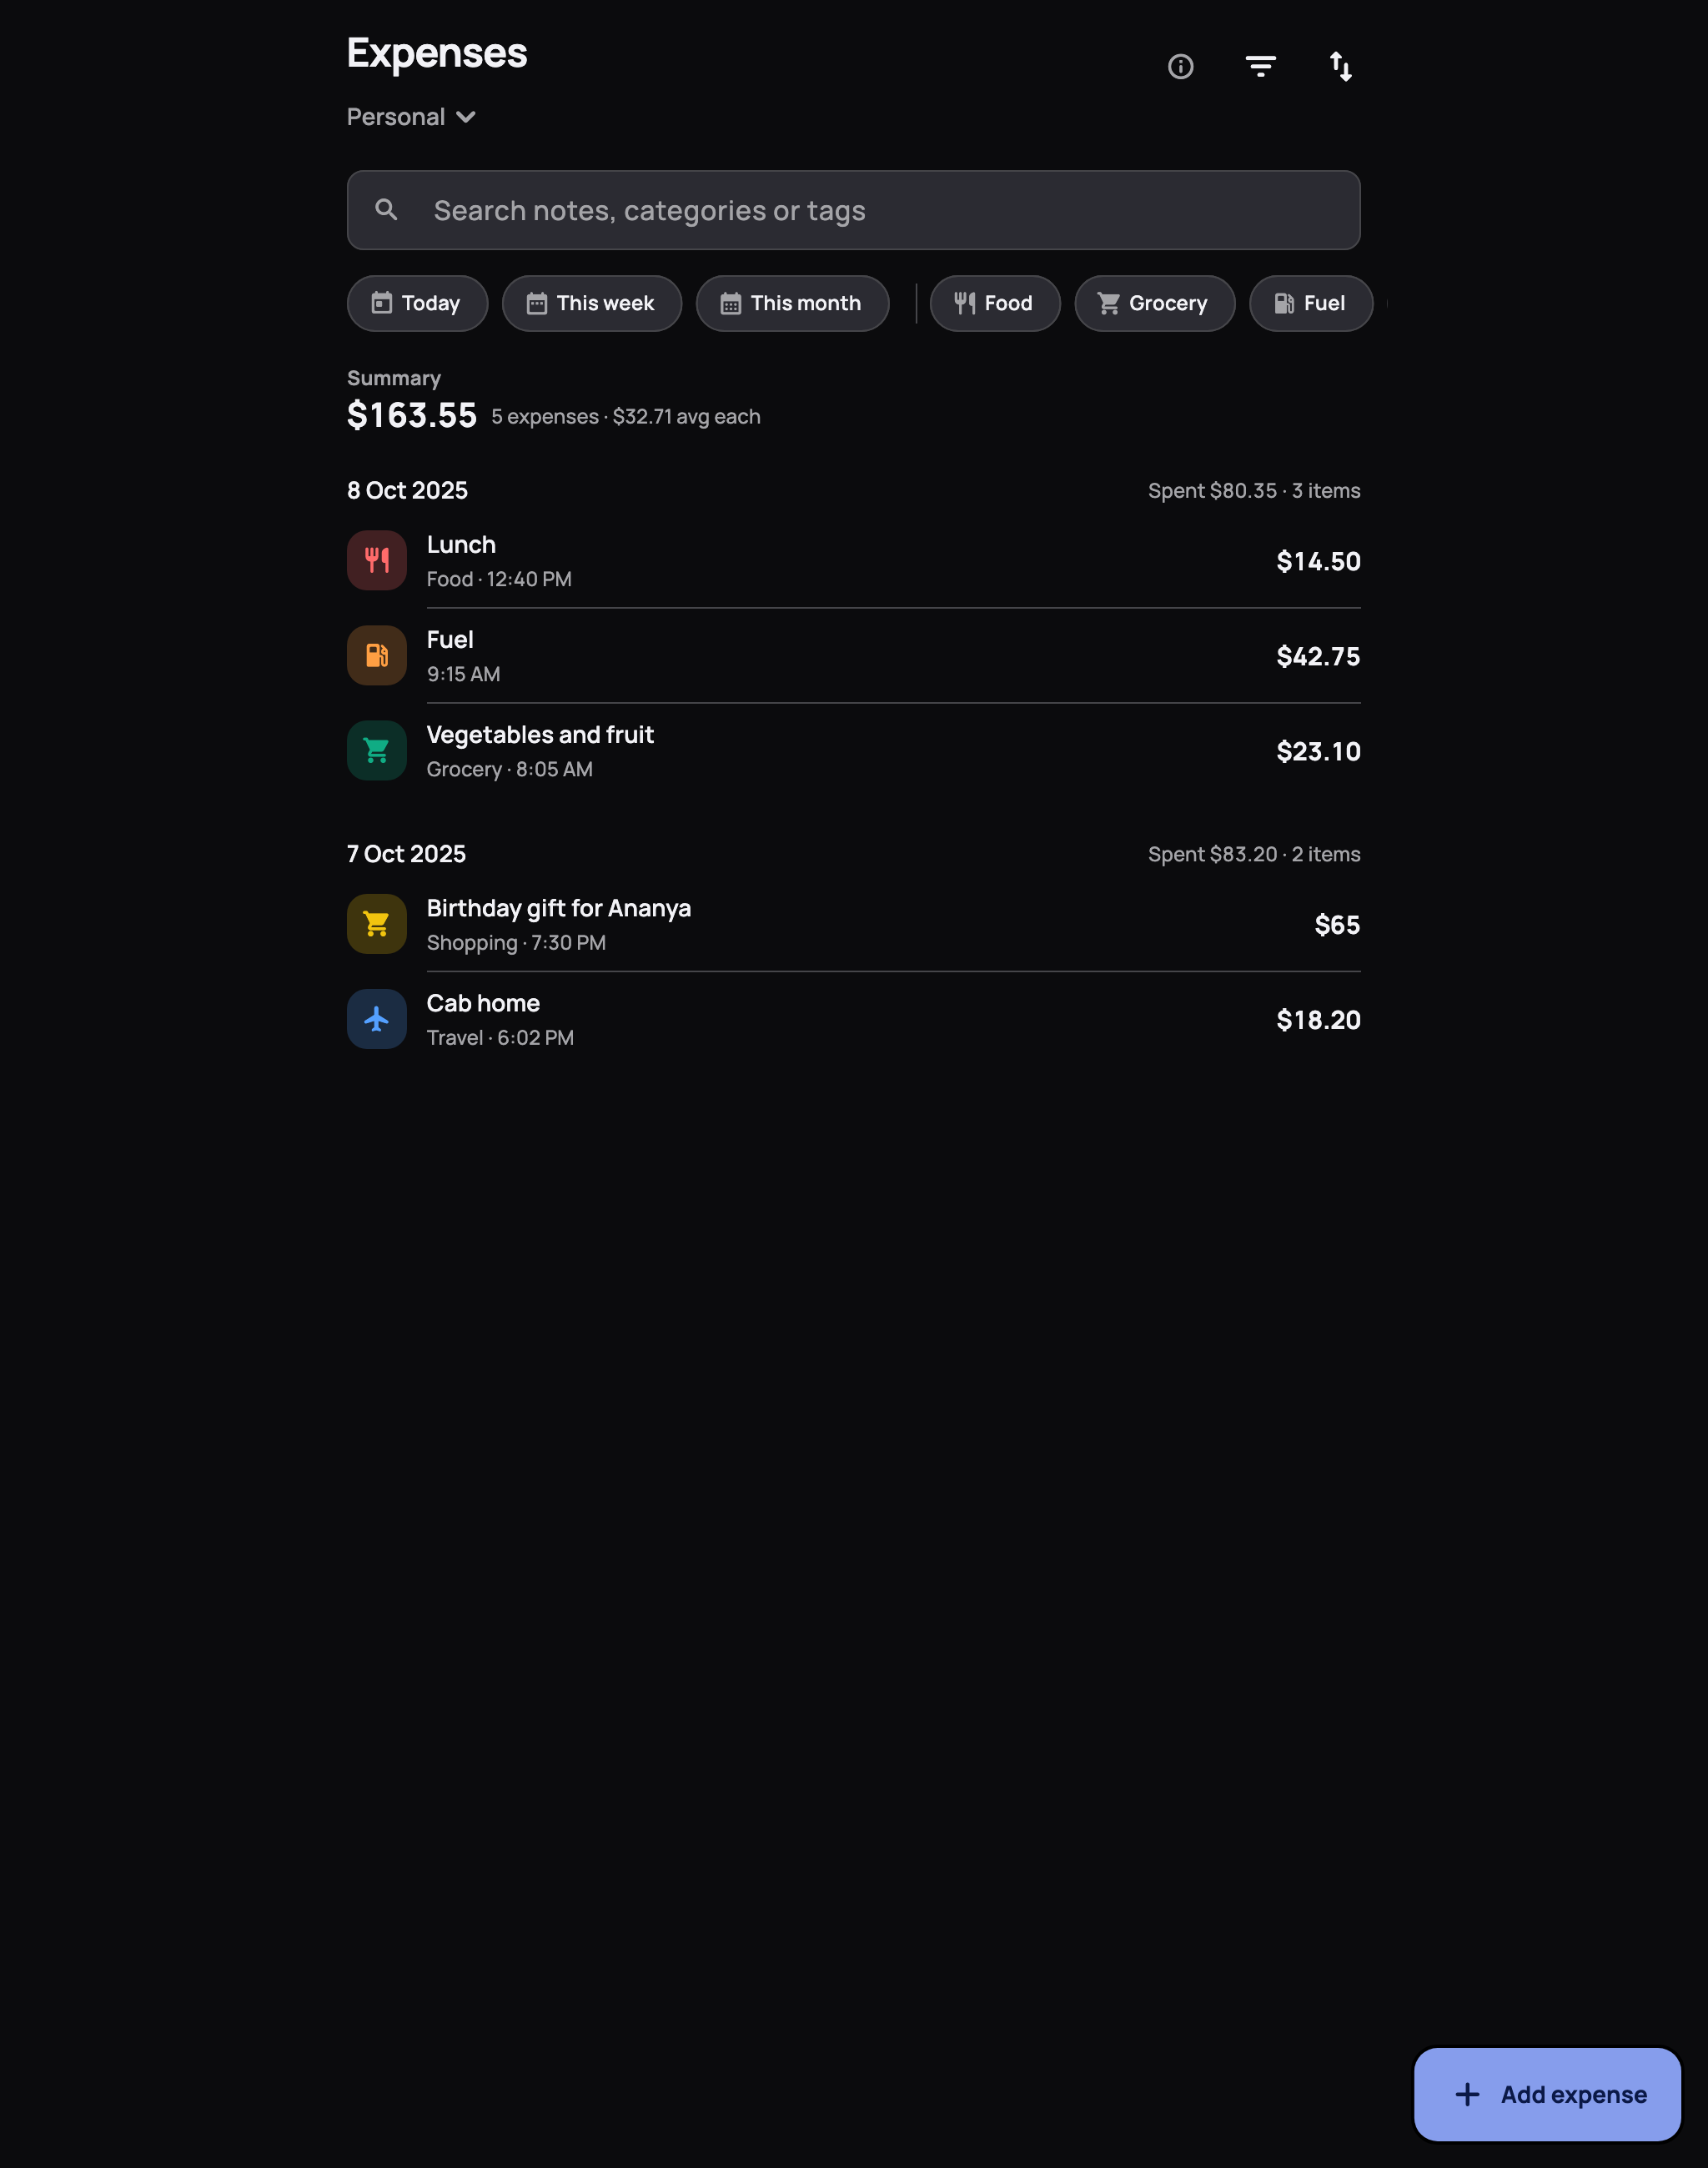 Expenses
Personal
Search notes, categories or tags
Today This week This month Food Grocery Fuel
Summary
$163.55 5 expenses · $32.71 avg each
8 Oct 2025 Spent $80.35 · 3 items
Lunch
Food · 12:40 PM
$14.50
Fuel
9:15 AM
$42.75
Vegetables and fruit
Grocery · 8:05 AM
$23.10
7 Oct 2025 Spent $83.20 · 2 items
Birthday gift for Ananya
Shopping · 7:30 PM
$65
Cab home
Travel · 6:02 PM
$18.20
Add expense